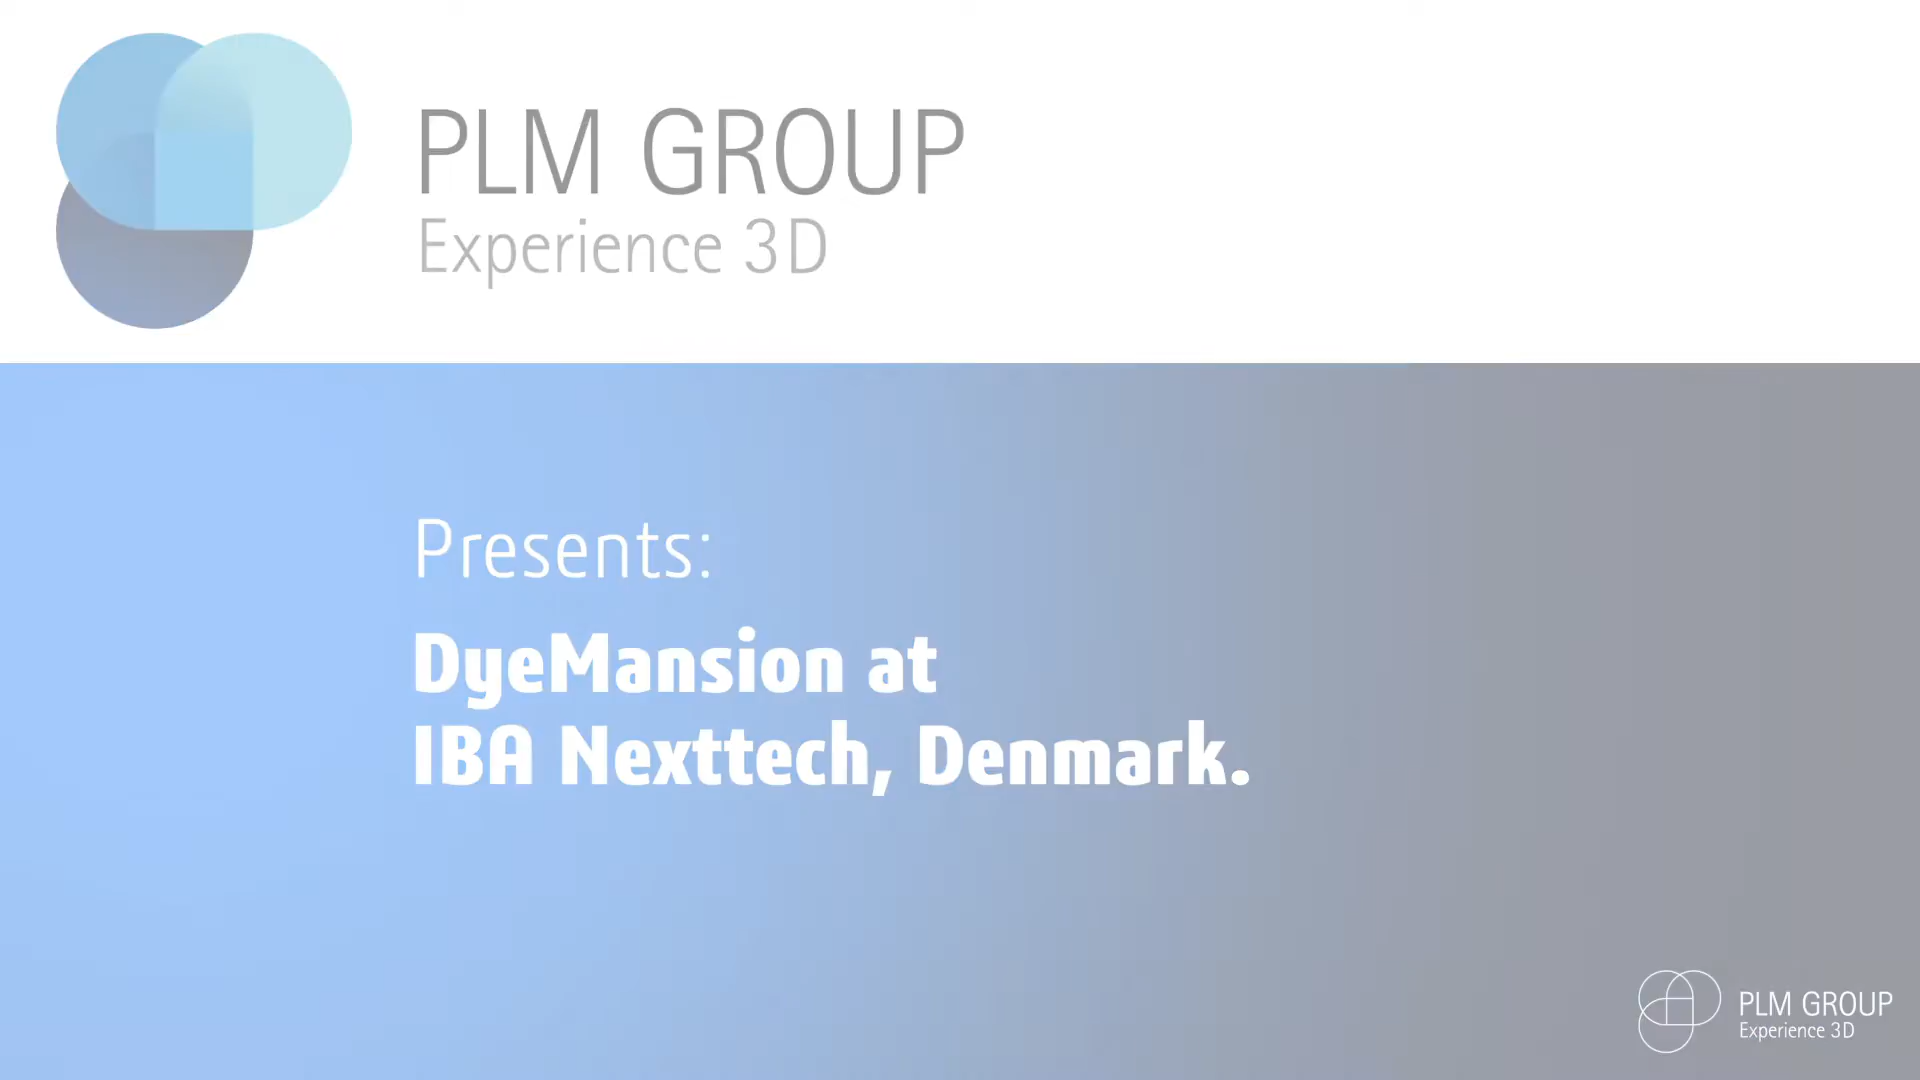 PLM GROUP
Experience 3D
Presents:
DyeMansion at
IBA Nexttech, Denmark.
PLM GROUP
Experience 3D